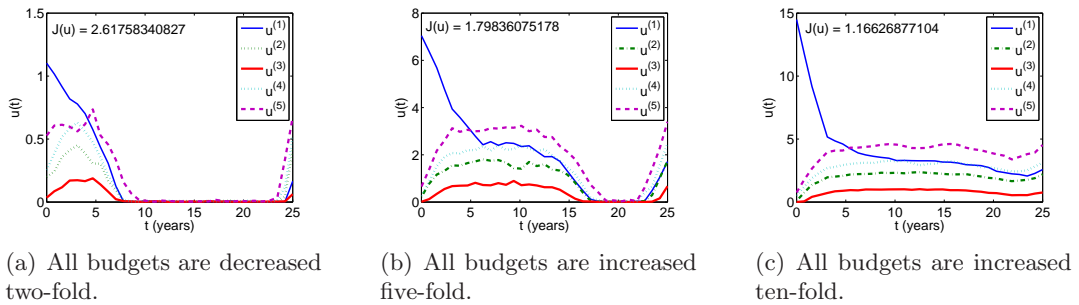 J(u) = 2.61758340827
u(1)
u(2)
u(3)
u(4)
u(5)
1.5
1
0.5
0
u(t)
0 5 10 15 20 25
t (years)
(a) All budgets are decreased
two-fold.
J(u) = 1.79836075178
u(1)
u(2)
u(3)
u(4)
u(5)
8
6
4
2
0
u(t)
0 5 10 15 20 25
t (years)
(b) All budgets are increased
five-fold.
J(u) = 1.16626877104
u(1)
u(2)
u(3)
u(4)
u(5)
15
10
5
0
u(t)
0 5 10 15 20 25
t (years)
(c) All budgets are increased
ten-fold.